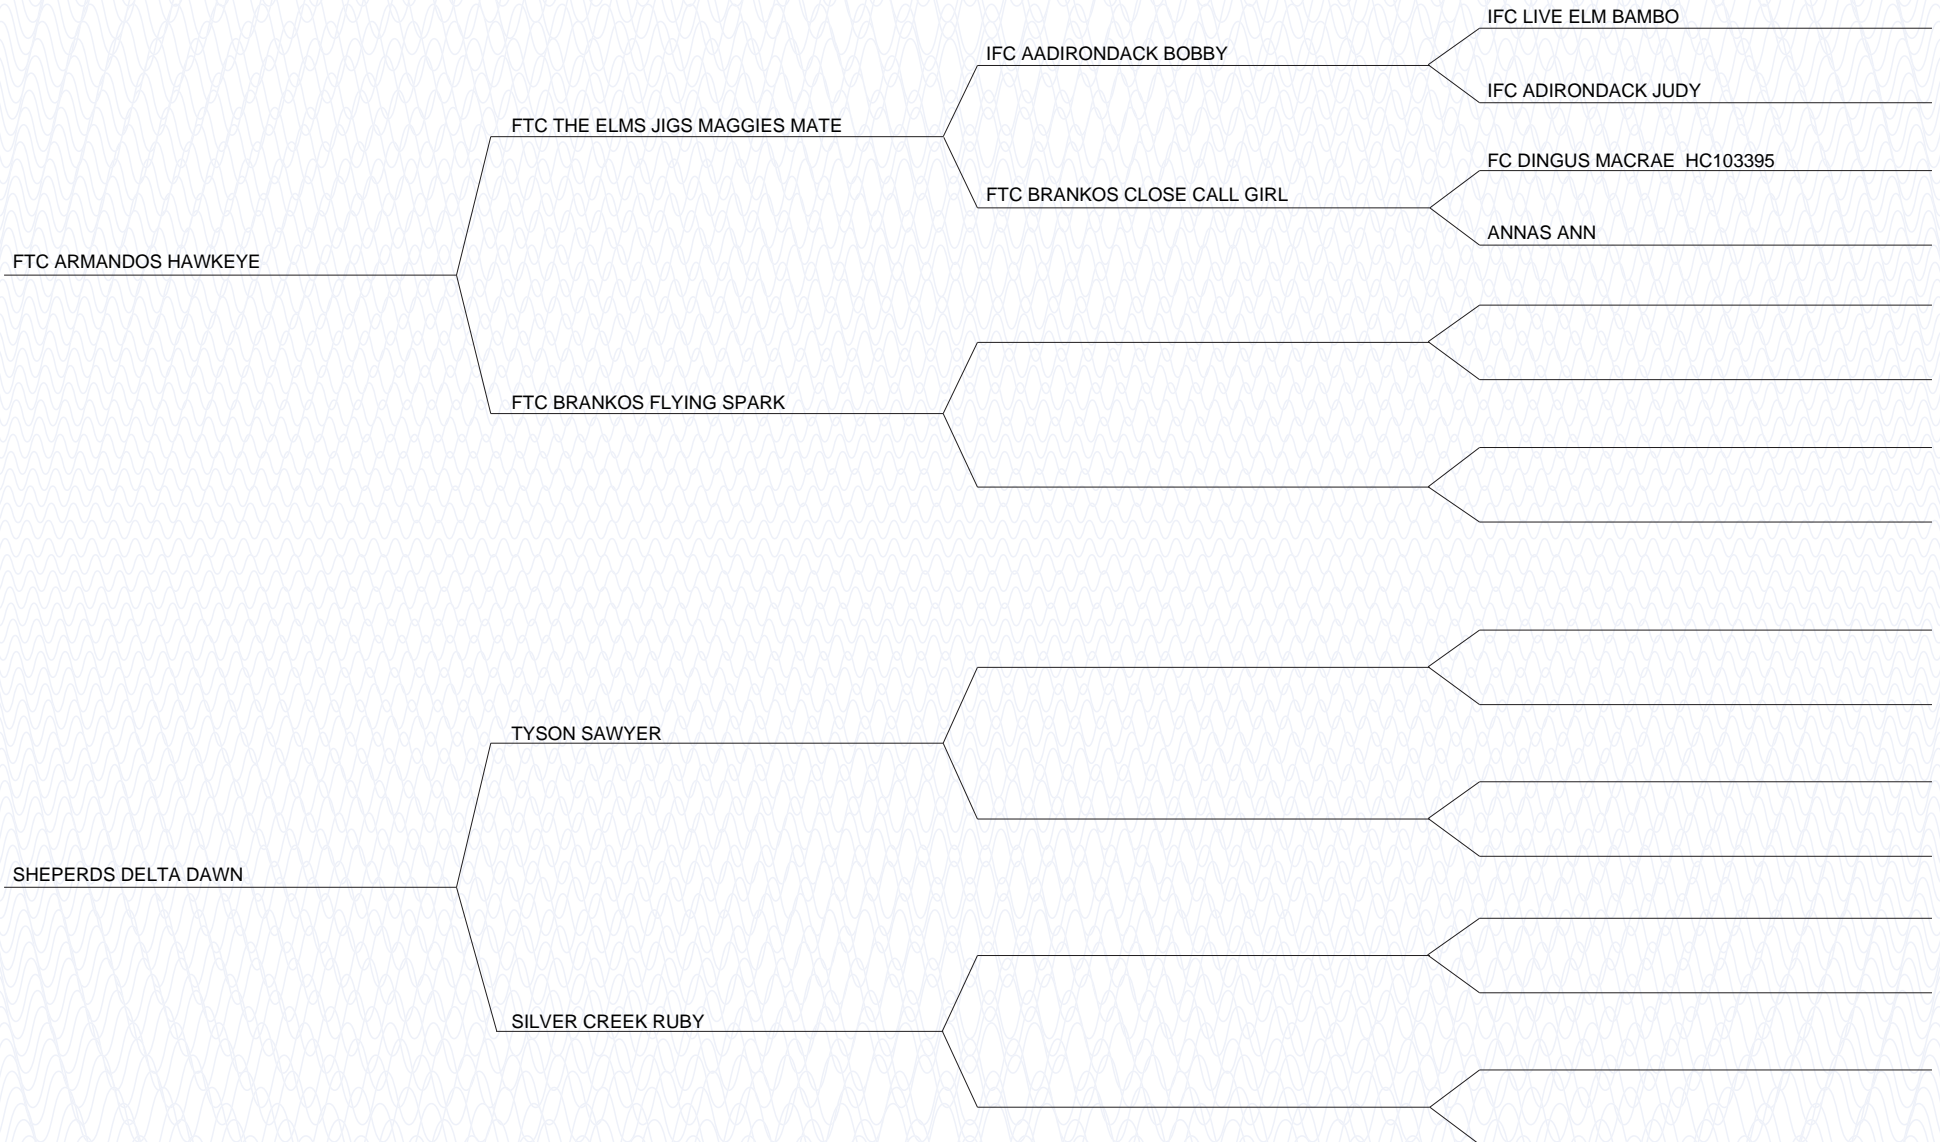 IFC LIVE ELM BAMBO
IFC AADIRONDACK BOBBY
IFC ADIRONDACK JUDY
FTC THE ELMS JIGS MAGGIES MATE
FC DINGUS MACRAE  HC103395
FTC BRANKOS CLOSE CALL GIRL
ANNAS ANN
FTC ARMANDOS HAWKEYE
FTC BRANKOS FLYING SPARK
TYSON SAWYER
SHEPERDS DELTA DAWN
SILVER CREEK RUBY